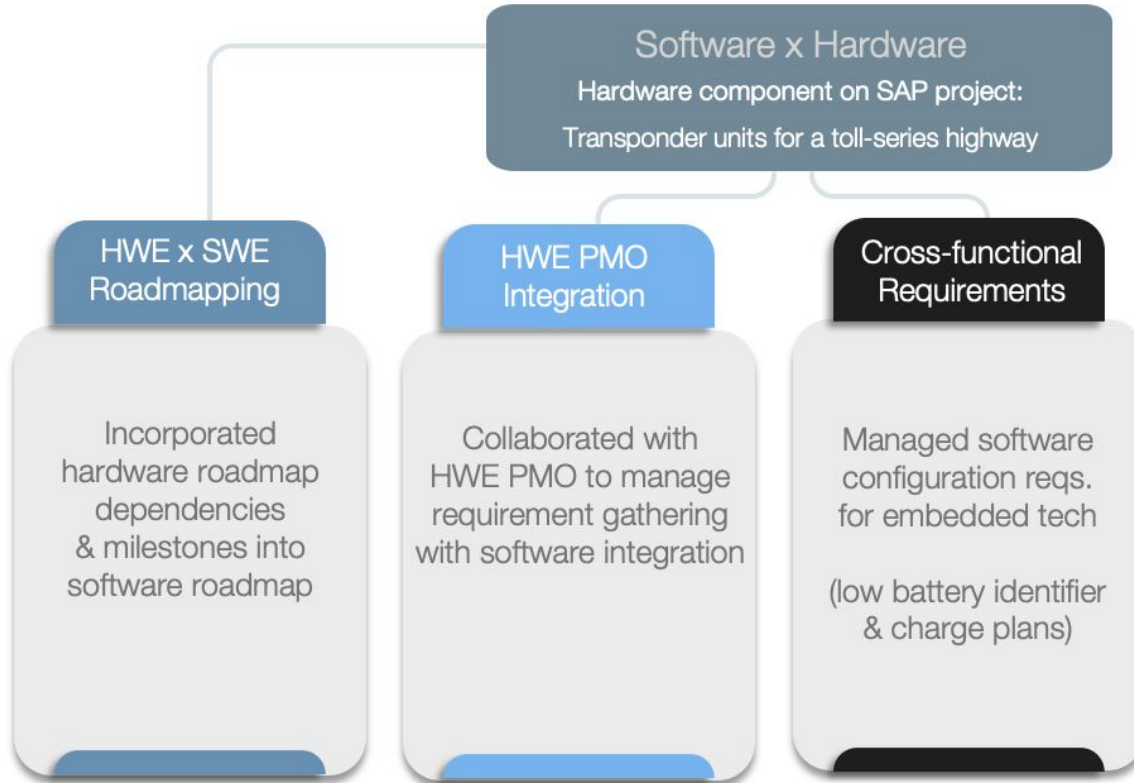 Software x Hardware
Hardware component on SAP project:
Transponder units for a toll-series highway
HWE x SWE
Roadmapping
Incorporated
hardware roadmap
dependencies
& milestones into
software roadmap
HWE PMO
Integration
Collaborated with
HWE PMO to manage
requirement gathering
with software integration
Cross-functional
Requirements
Managed software
configuration reqs.
for embedded tech
(low battery identifier
& charge plans)